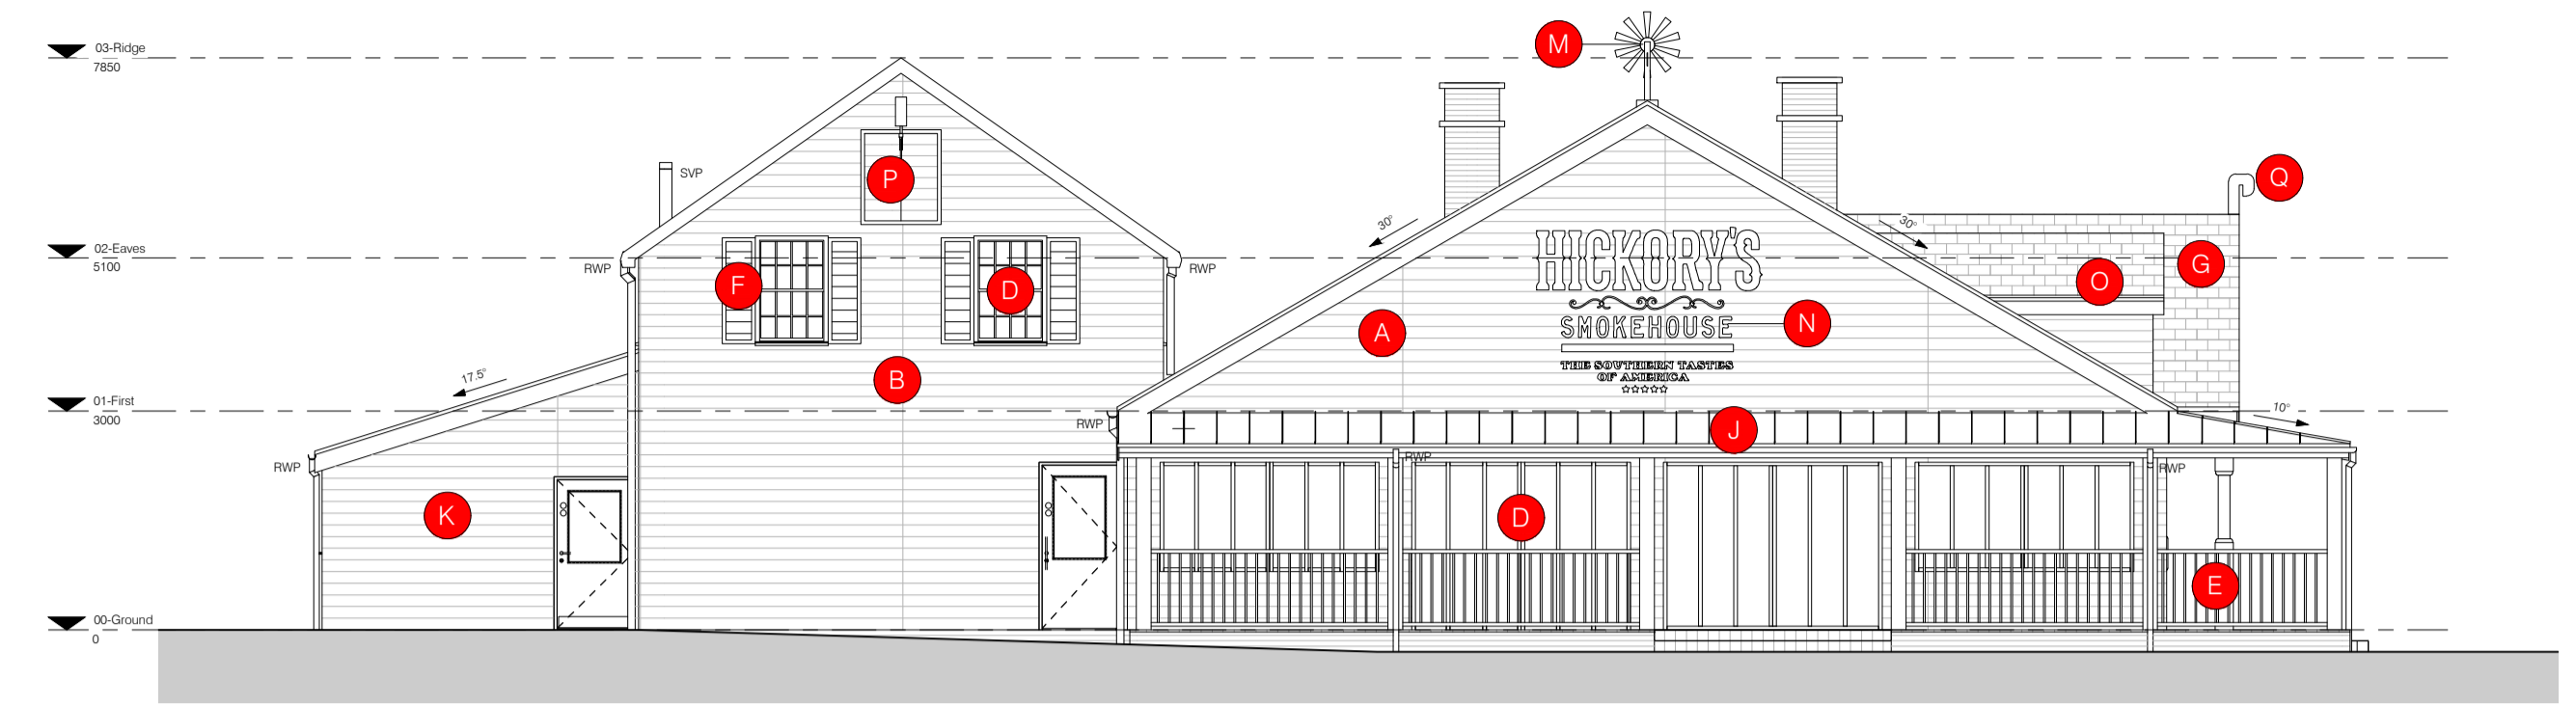 03-Ridge
7850
M
SVP
P
Q
02-Eaves
5100
RWP
RWP
30°
30°
HICKORY'S
SMOKEHOUSE
THE SOUTHERN TASTES
OF AMERICA
F
D
O
G
A
N
B
17.5°
01-First
3000
RWP
J
10°
RWP
RWP
RWP
K
D
E
00-Ground
0